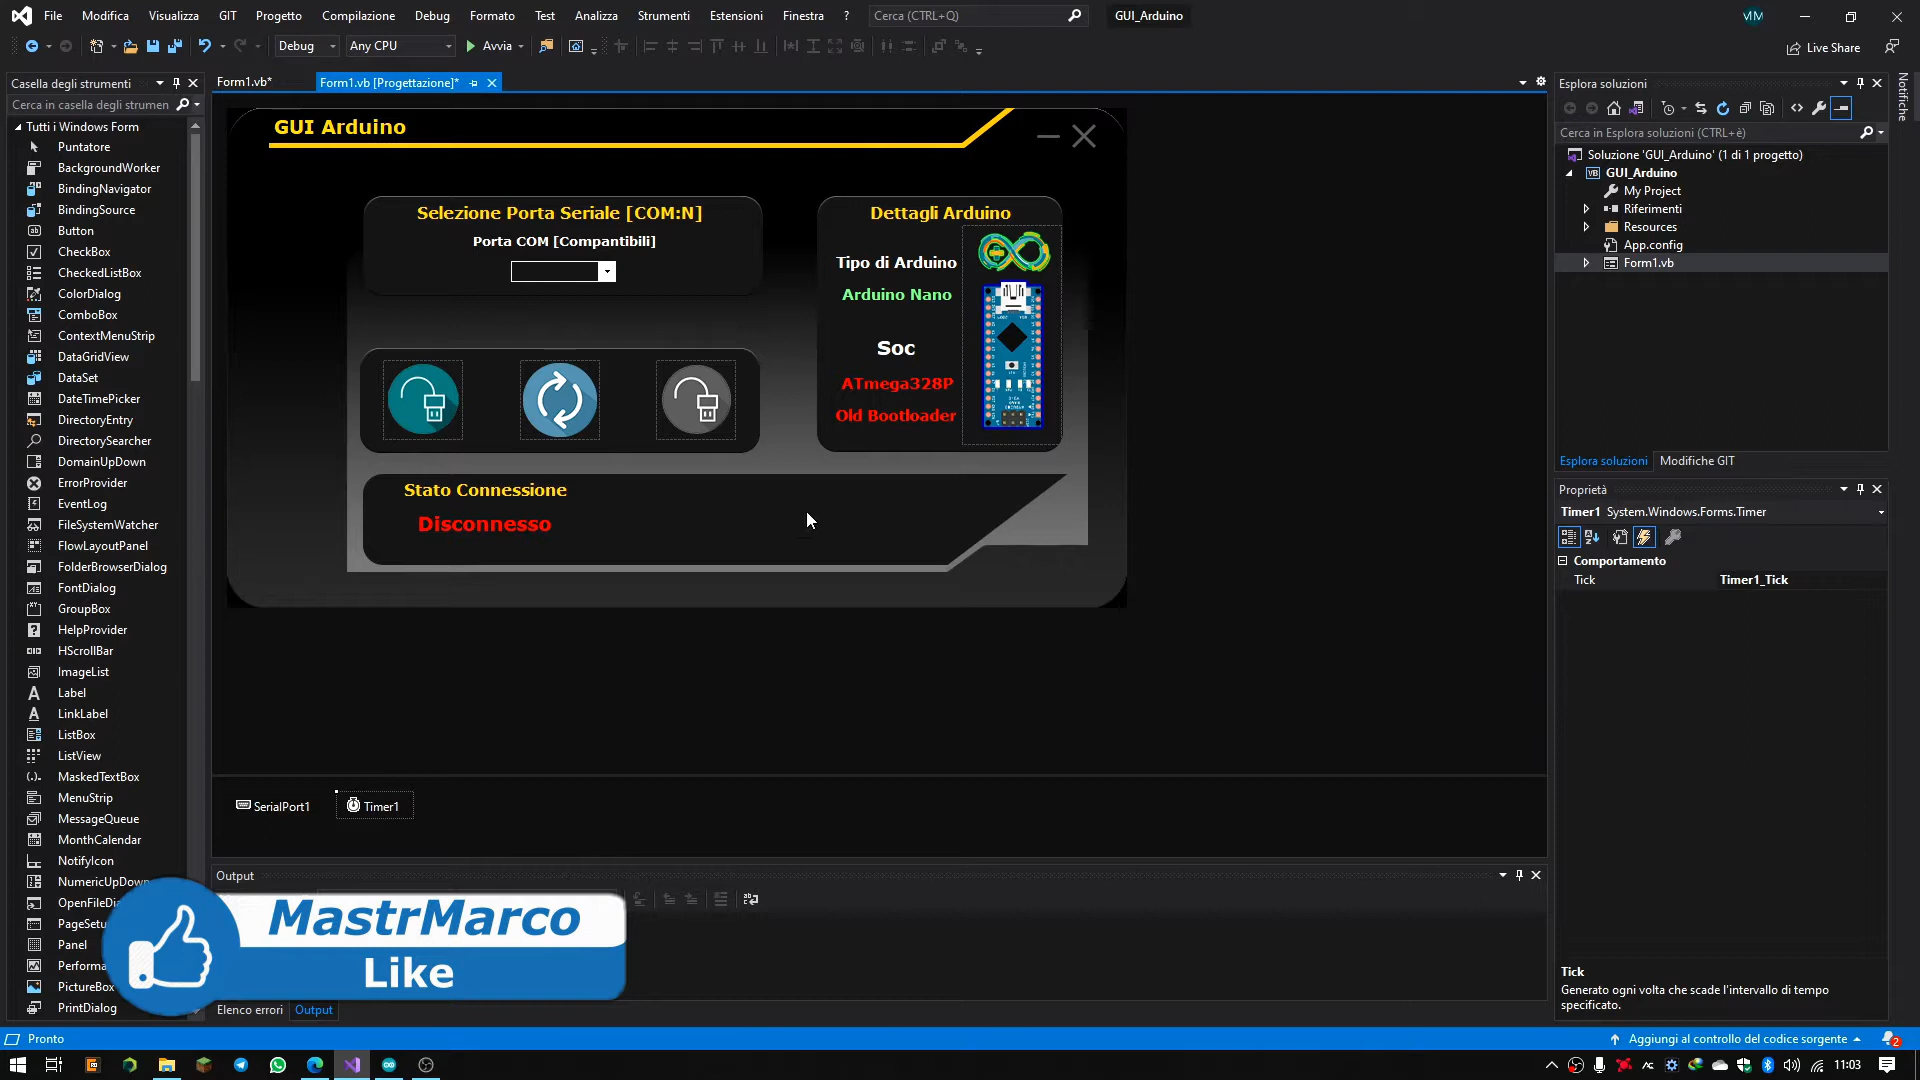 File Modifica Visualizza GIT Progetto Compilazione Debug Formato Test Analizza Strumenti Estensioni Finestra ? Cerca (CTRL+Q) GUI_Arduino VM
Debug Any CPU Avvia Live Share
Casella degli strumenti
Cerca in casella degli strumen
Tutti i Windows Form
Puntatore
BackgroundWorker
BindingNavigator
BindingSource
Button
CheckBox
CheckedListBox
ColorDialog
ComboBox
ContextMenuStrip
DataGridView
DataSet
DateTimePicker
DirectoryEntry
DirectorySearcher
DomainUpDown
ErrorProvider
EventLog
FileSystemWatcher
FlowLayoutPanel
FolderBrowserDialog
FontDialog
GroupBox
HelpProvider
HScrollBar
ImageList
Label
LinkLabel
ListBox
ListView
MaskedTextBox
MenuStrip
MessageQueue
MonthCalendar
NotifyIcon
NumericUpDown
OpenFileDia
PageSetu
Panel
Performa
PictureBox
PrintDialog
Form1.vb* Form1.vb [Progettazione]*
GUI Arduino
Selezione Porta Seriale [COM:N]
Porta COM [Compantibili]
Dettagli Arduino
Tipo di Arduino
Arduino Nano
Soc
ATmega328P
Old Bootloader
Stato Connessione
Disconnesso
SerialPort1 Timer1
Output
MastrMarco
Like
Elenco errori Output
Esplora soluzioni
Cerca in Esplora soluzioni (CTRL+è)
Soluzione 'GUI_Arduino' (1 di 1 progetto)
VB GUI_Arduino
My Project
Riferimenti
Resources
App.config
Form1.vb
Esplora soluzioni Modifiche GIT
Proprietà
Timer1 System.Windows.Forms.Timer
Comportamento
Tick Timer1_Tick
Tick
Generato ogni volta che scade l'intervallo di tempo
specificato.
Notifiche
Pronto
Aggiungi al controllo del codice sorgente 2
11:03